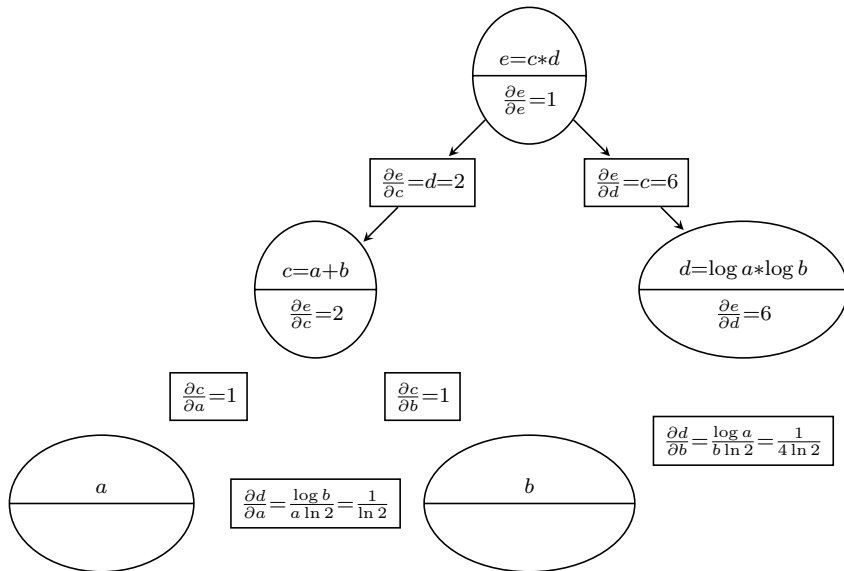 e=c*d
∂e/∂e=1
∂e/∂c=d=2
∂e/∂d=c=6
c=a+b
∂e/∂c=2
d=log a*log b
∂e/∂d=6
∂c/∂a=1
∂c/∂b=1
∂d/∂b=log a/b ln 2=1/4 ln 2
a
∂d/∂a=log b/a ln 2=1/ln 2
b